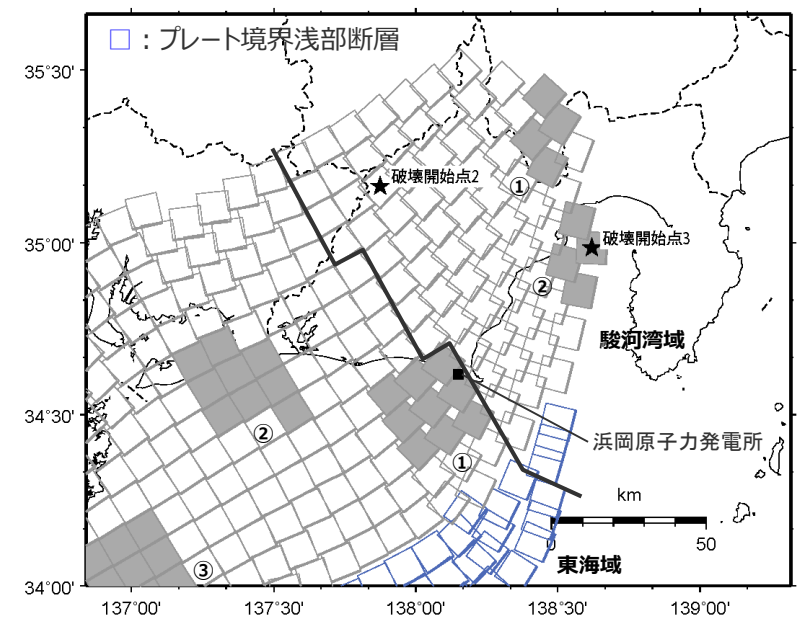 □：プレート境界浅部断層
35°30'
破壊開始点2
①
35°00'
破壊開始点3
②
駿河湾域
34°30'
②
浜岡原子力発電所
①
km
0
50
③
東海域
34°00'
137°00'
137°30'
138°00'
138°30'
139°00'